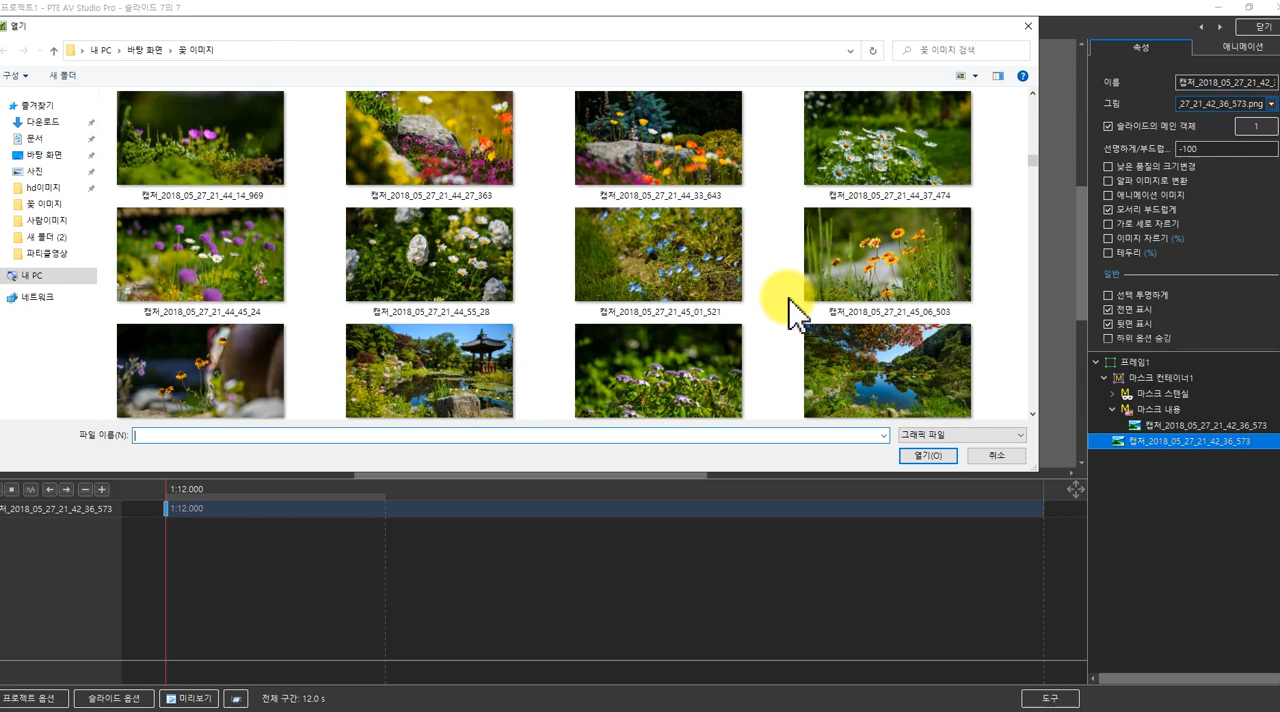 프로젝트1 - PTE AV Studio Pro - 슬라이드 7의 7
열기
내 PC › 바탕 화면 › 꽃 이미지
꽃 이미지 검색
구성
새 폴더
즐겨찾기
다운로드
문서
바탕 화면
사진
hd이미지
꽃 이미지
사람이미지
새 폴더 (2)
파티클영상
내 PC
네트워크
캡처_2018_05_27_21_44_14_969
캡처_2018_05_27_21_44_27_363
캡처_2018_05_27_21_44_33_643
캡처_2018_05_27_21_44_37_474
캡처_2018_05_27_21_44_45_24
캡처_2018_05_27_21_44_55_28
캡처_2018_05_27_21_45_01_521
캡처_2018_05_27_21_45_06_503
파일 이름(N):
그래픽 파일
열기(O)
취소
닫기
속성
애니메이션
이름
캡처_2018_05_27_21_42_
그림
_27_21_42_36_573.png
슬라이드의 메인 객체
1
선명하게/부드럽...
-100
낮은 품질의 크기변경
알파 이미지로 변환
애니메이션 이미지
모서리 부드럽게
가로 세로 자르기
이미지 자르기 (%)
테두리 (%)
일반
선택 투명하게
전면 표시
뒷면 표시
하위 옵션 숨김
프레임1
마스크 컨테이너1
마스크 스텐실
마스크 내용
캡처_2018_05_27_21_42_36_573
캡처_2018_05_27_21_42_36_573
1:12.000
처_2018_05_27_21_42_36_573
1:12.000
프로젝트 옵션
슬라이드 옵션
미리보기
전체 구간: 12.0 s
도구